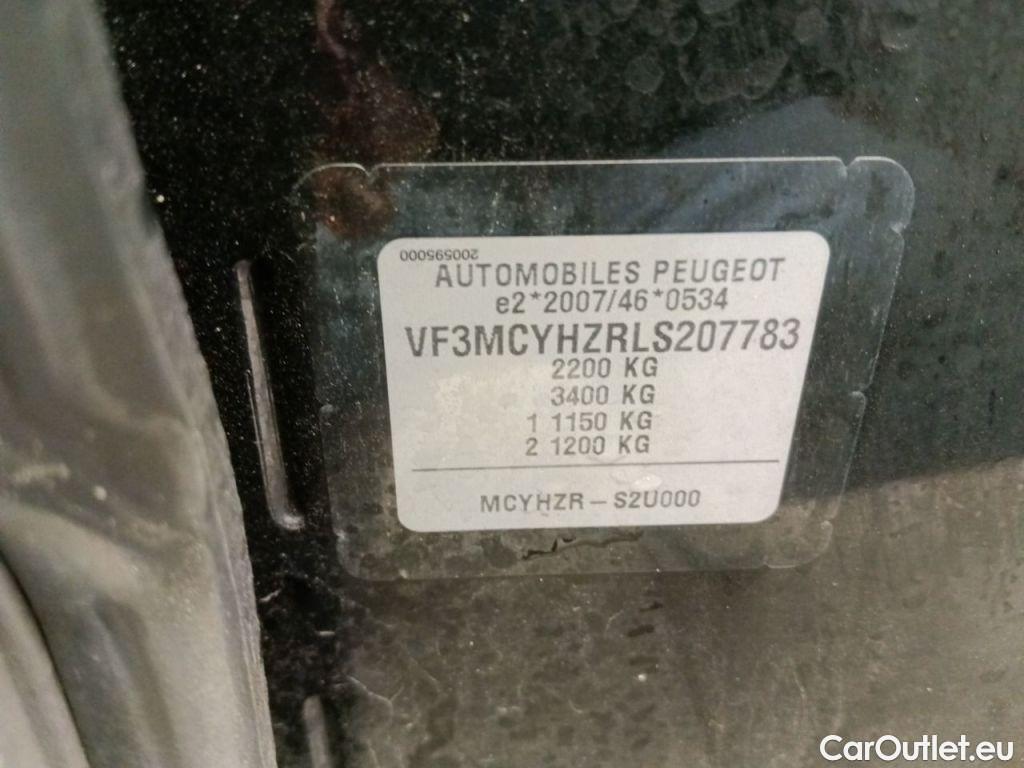 200595000
AUTOMOBILES PEUGEOT
e2*2007/46*0534
VF3MCYHZRLS207783
2200 KG
3400 KG
1 1150 KG
2 1200 KG
MCYHZR – S2U000
CarOutlet.eu